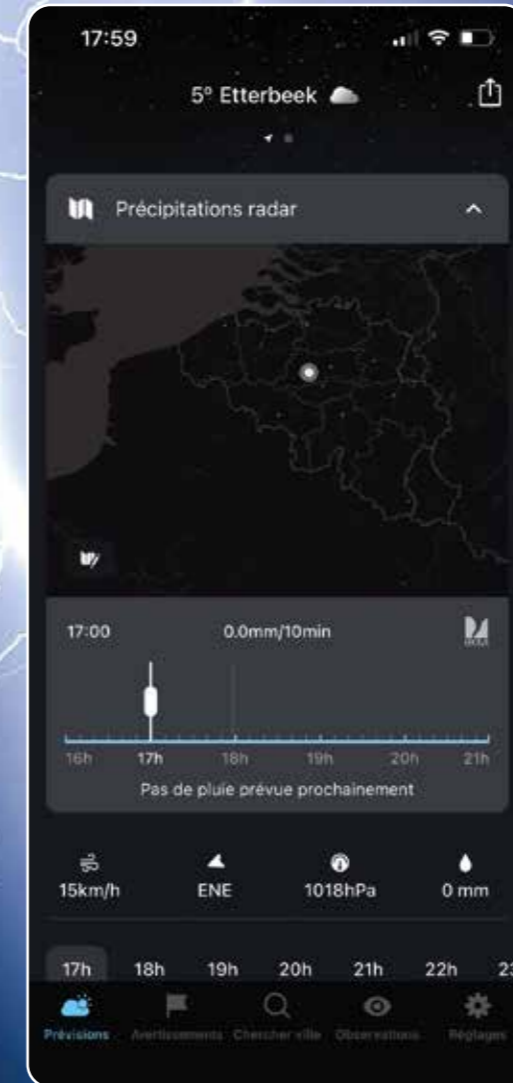 17:59
5° Etterbeek
Précipitations radar
17:00 0.0mm/10min
16h 17h 18h 19h 20h 21h
Pas de pluie prévue prochainement
15km/h ENE 1018hPa 0 mm
17h 18h 19h 20h 21h 22h 23
Prévisions Avertissements Chercher ville Observations Réglages